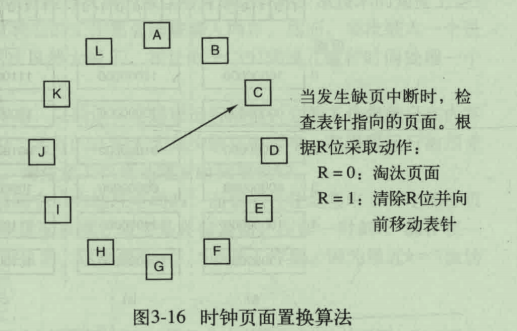 A
B
C
D
E
F
G
H
I
J
K
L
当发生缺页中断时，检
查表针指向的页面。根
据R位采取动作：
R = 0：淘汰页面
R = 1：清除R位并向
前移动表针
图3-16 时钟页面置换算法